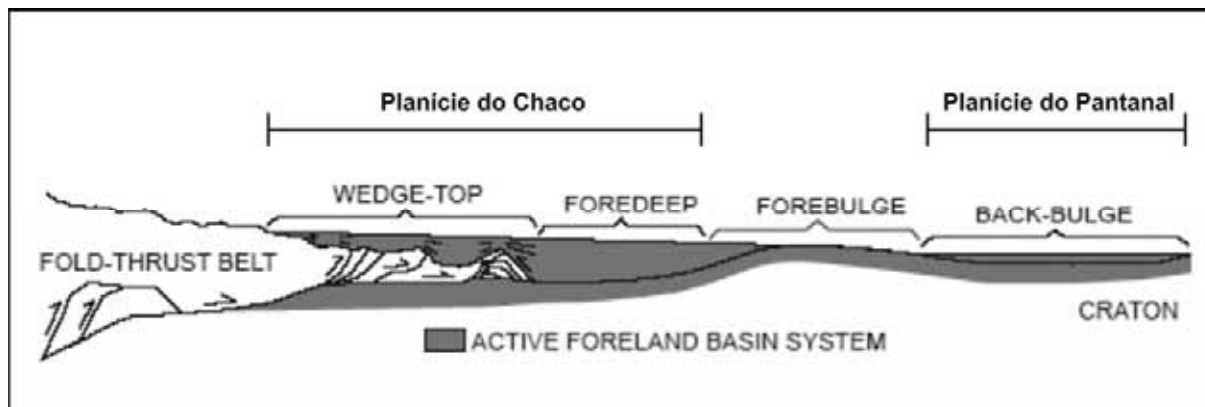 Planície do Chaco
Planície do Pantanal
WEDGE-TOP
FOREDEEP
FOREBULGE
BACK-BULGE
FOLD-THRUST BELT
CRATON
ACTIVE FORELAND BASIN SYSTEM